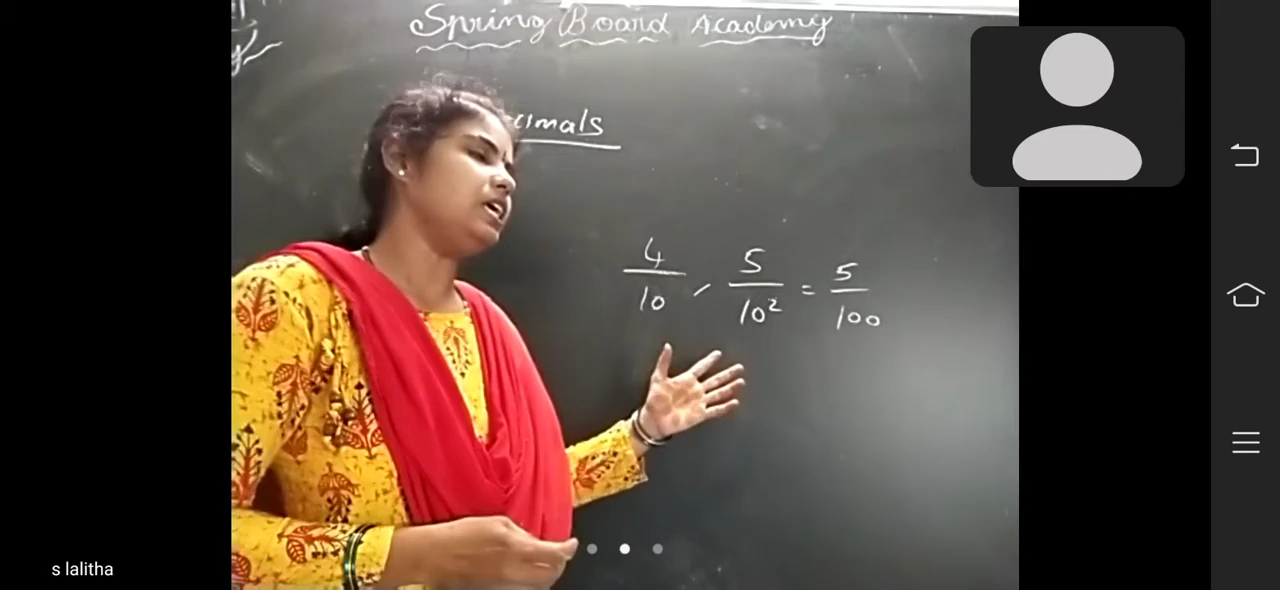 Spring Board Academy
cimals
4/10, 5/10² = 5/100
s lalitha